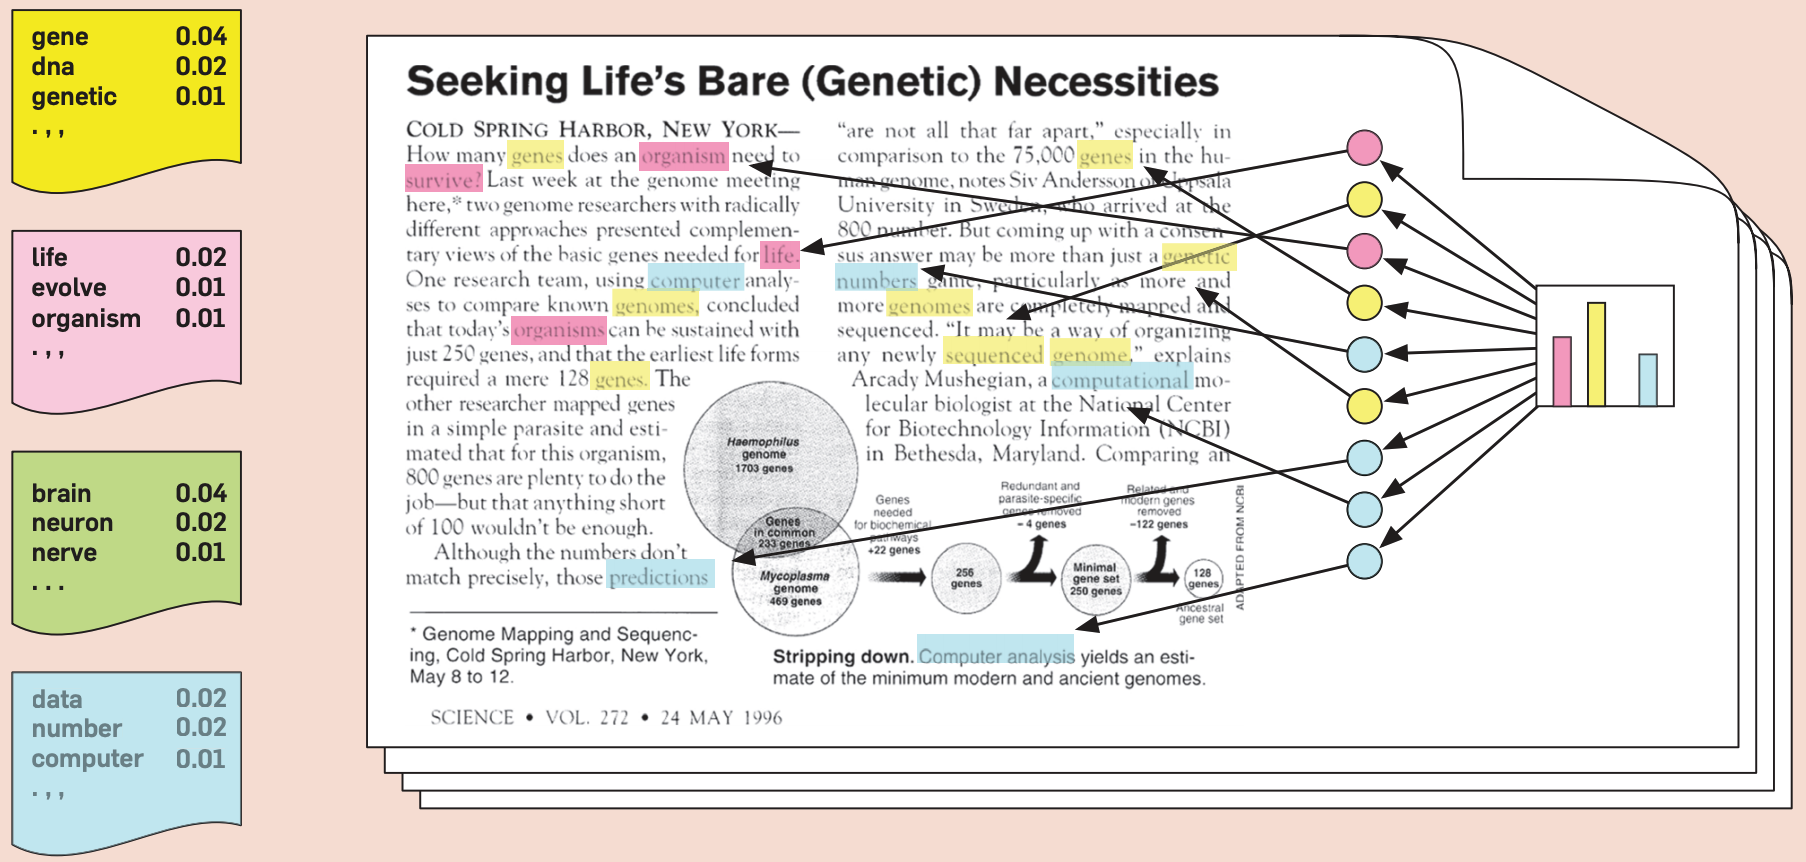 gene 0.04
dna 0.02
genetic 0.01
. , ,
life 0.02
evolve 0.01
organism 0.01
. , ,
brain 0.04
neuron 0.02
nerve 0.01
. . .
data 0.02
number 0.02
computer 0.01
. , ,
Seeking Life's Bare (Genetic) Necessities
COLD SPRING HARBOR, NEW YORK—
How many genes does an organism need to
survive? Last week at the genome meeting
here,* two genome researchers with radically
different approaches presented complemen-
tary views of the basic genes needed for life.
One research team, using computer analy-
ses to compare known genomes, concluded
that today's organisms can be sustained with
just 250 genes, and that the earliest life forms
required a mere 128 genes. The
other researcher mapped genes
in a simple parasite and esti-
mated that for this organism,
800 genes are plenty to do the
job—but that anything short
of 100 wouldn't be enough.
Although the numbers don't
match precisely, those predictions
* Genome Mapping and Sequenc-
ing, Cold Spring Harbor, New York,
May 8 to 12.
"are not all that far apart," especially in
comparison to the 75,000 genes in the hu-
man genome, notes Siv Andersson of Uppsala
University in Sweden, who arrived at the
800 number. But coming up with a consen-
sus answer may be more than just a genetic
numbers game, particularly as more and
more genomes are completely mapped and
sequenced. "It may be a way of organizing
any newly sequenced genome," explains
Arcady Mushegian, a computational mo-
lecular biologist at the National Center
for Biotechnology Information (NCBI)
in Bethesda, Maryland. Comparing an
Haemophilus
genome
1703 genes
Genes
in common
233 genes
Mycoplasma
genome
469 genes
Genes
needed
for biochemical
pathways
+22 genes
256
genes
Redundant and
parasite-specific
genes removed
– 4 genes
Minimal
gene set
250 genes
Related and
modern genes
removed
–122 genes
128
genes
Ancestral
gene set
ADAPTED FROM NCBI
Stripping down. Computer analysis yields an esti-
mate of the minimum modern and ancient genomes.
SCIENCE • VOL. 272 • 24 MAY 1996